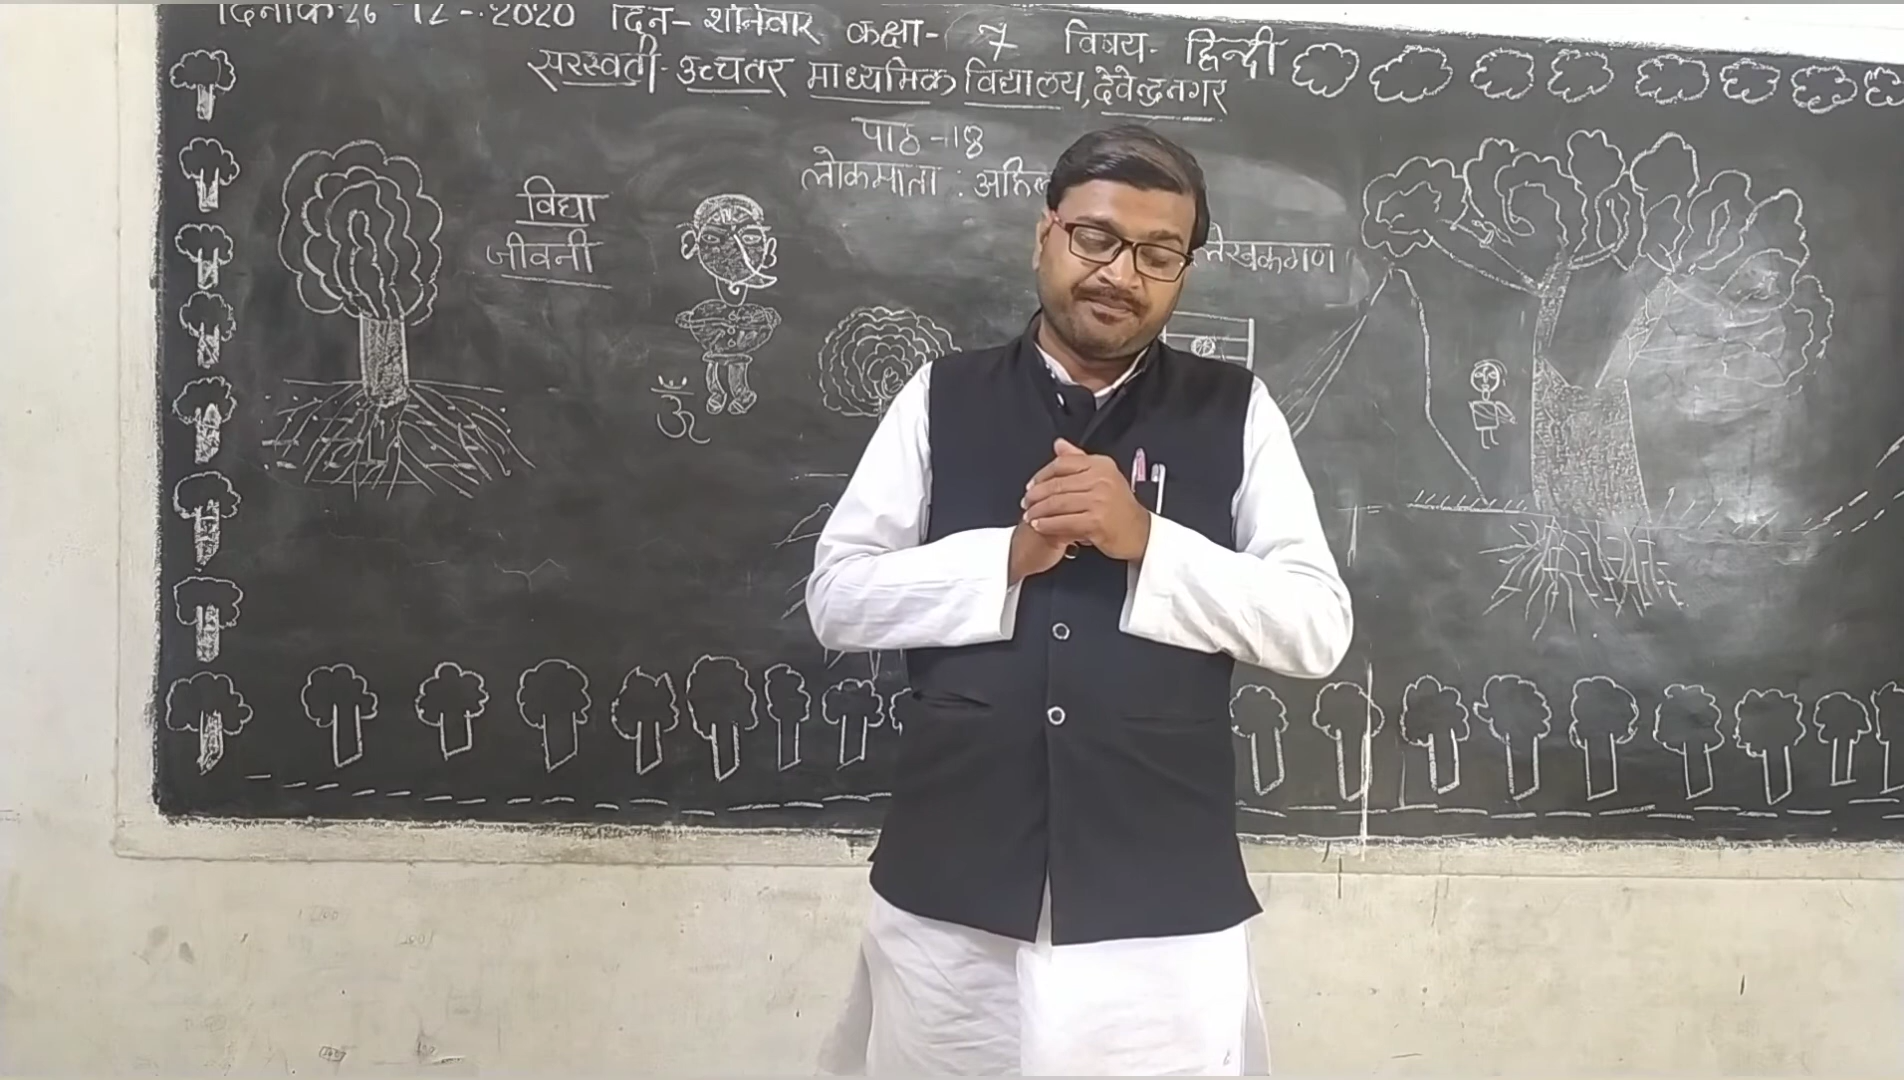 दिनांक-26-12-2020 दिन- शनिवार कक्षा- 7 विषय- हिन्दी
सरस्वती-उच्चतर माध्यमिक विद्यालय, देवेन्द्रनगर
पाठ-18
लोकमाता : अहिल
विद्या
जीवनी
लेखकगण
ॐ